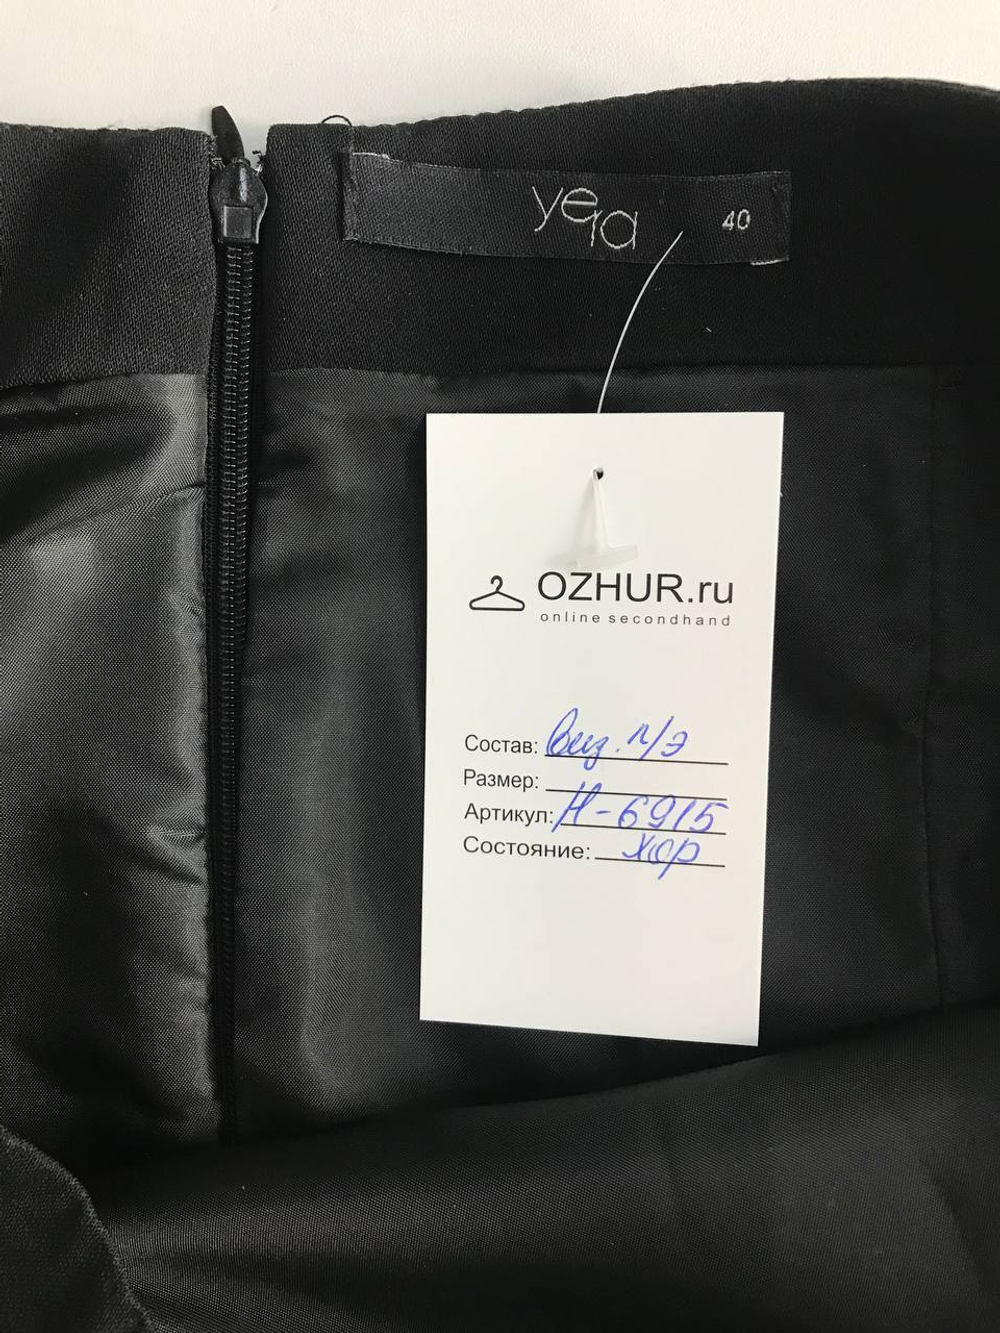 yera 40
OZHUR.ru
online secondhand
Состав: Виз. п/э
Размер:
Артикул: Н-6915
Состояние: хор